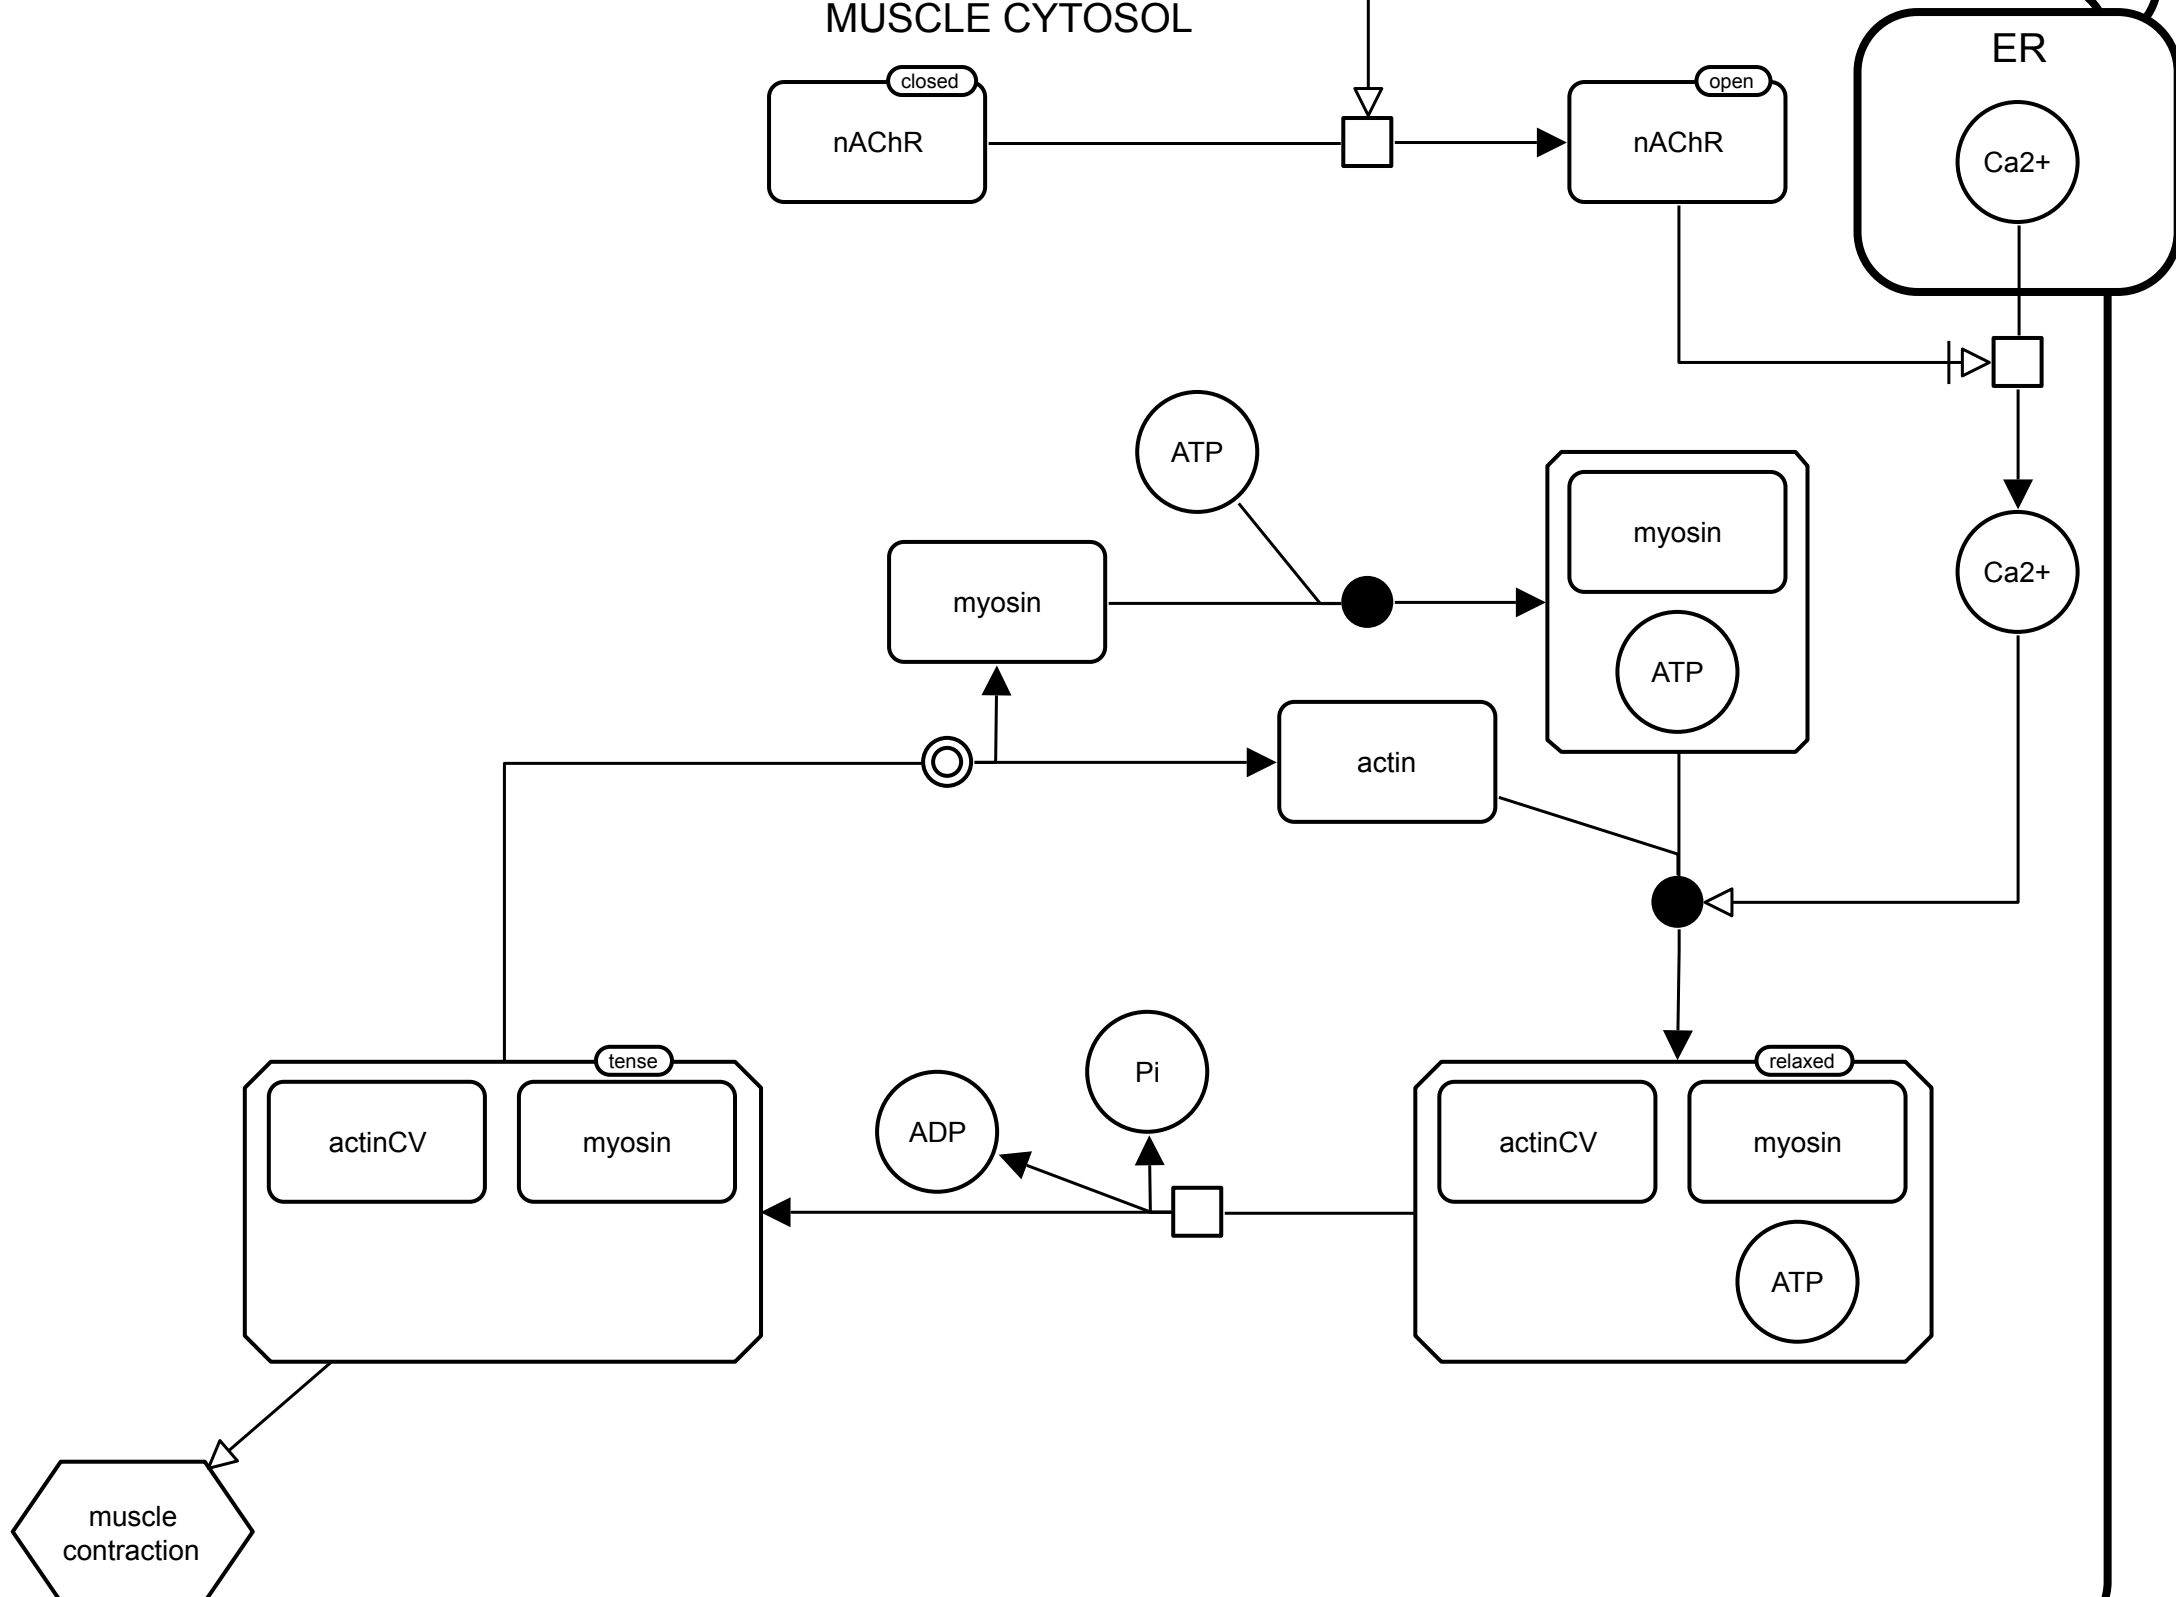 MUSCLE CYTOSOL
ER
closed
open
nAChR
nAChR
Ca2+
ATP
myosin
Ca2+
myosin
ATP
actin
tense
relaxed
Pi
ADP
actinCV
myosin
actinCV
myosin
ATP
muscle
contraction